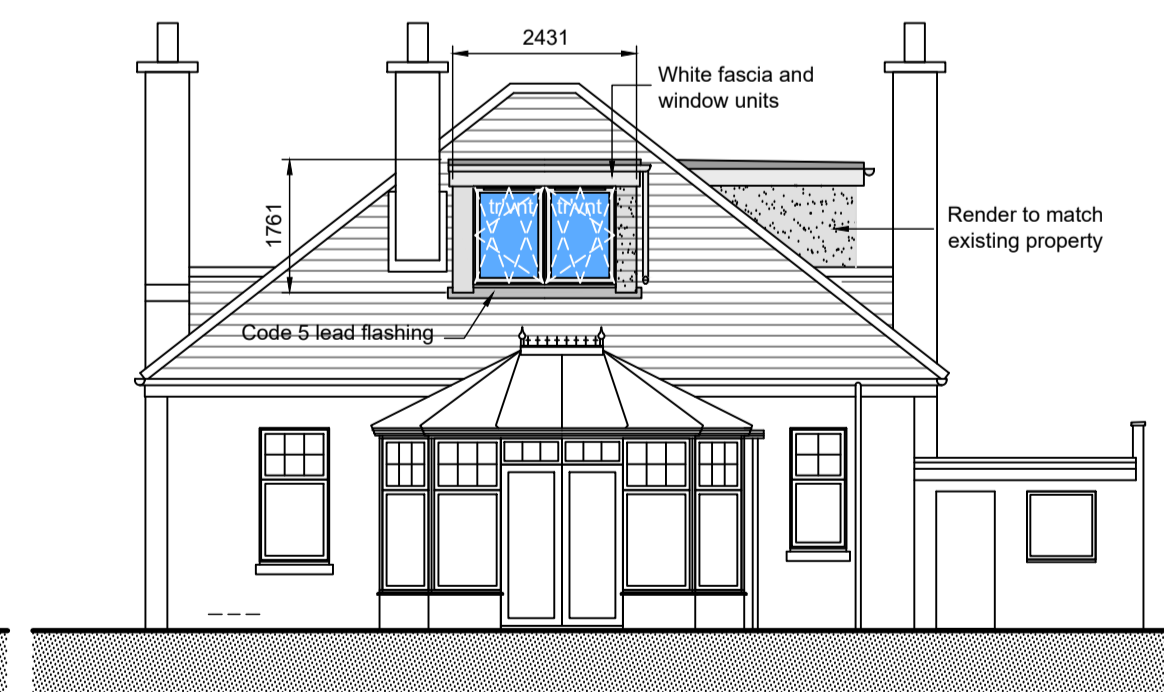 2431
White fascia and
window units
1761
tr.vnt tr.vnt
Render to match
existing property
Code 5 lead flashing